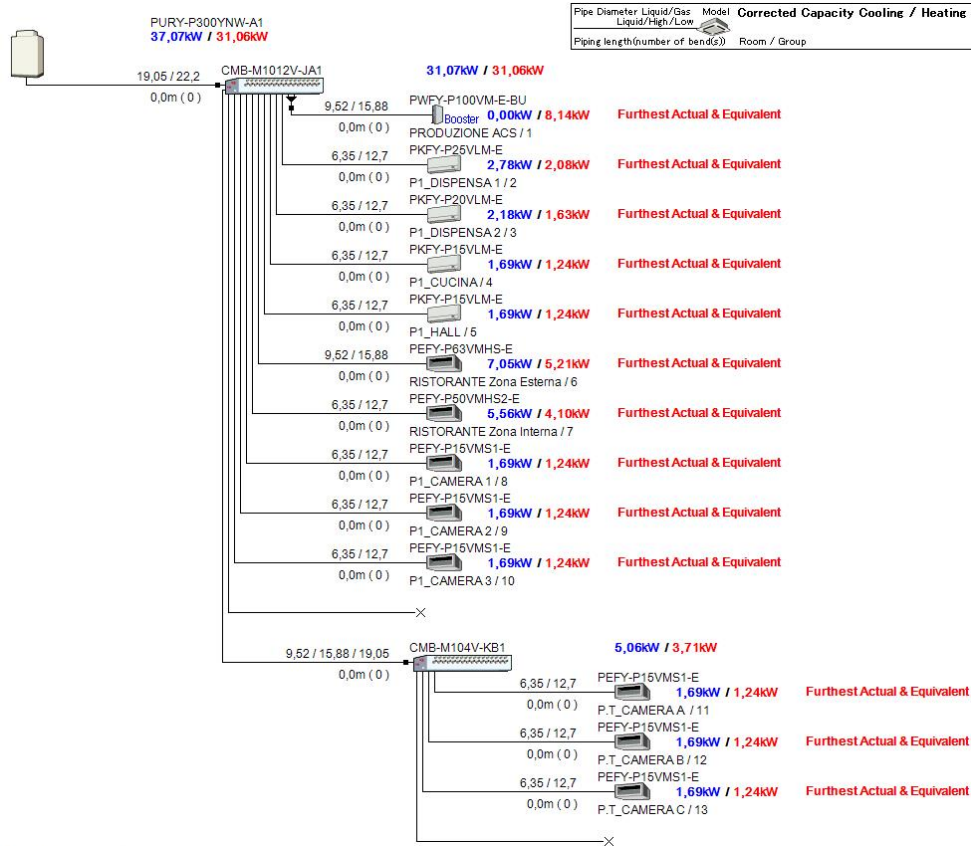 Pipe Diameter Liquid/Gas Model Corrected Capacity Cooling / Heating
Liquid/High/Low
Piping length(number of bend(s)) Room / Group
PURY-P300YNW-A1
37,07kW / 31,06kW
19,05 / 22,2
0,0m ( 0 )
CMB-M1012V-JA1
31,07kW / 31,06kW
9,52 / 15,88
0,0m ( 0 )
PWFY-P100VM-E-BU
Booster 0,00kW / 8,14kW Furthest Actual & Equivalent
PRODUZIONE ACS / 1
6,35 / 12,7
0,0m ( 0 )
PKFY-P25VLM-E
2,78kW / 2,08kW Furthest Actual & Equivalent
P1_DISPENSA 1 / 2
6,35 / 12,7
0,0m ( 0 )
PKFY-P20VLM-E
2,18kW / 1,63kW Furthest Actual & Equivalent
P1_DISPENSA 2 / 3
6,35 / 12,7
0,0m ( 0 )
PKFY-P15VLM-E
1,69kW / 1,24kW Furthest Actual & Equivalent
P1_CUCINA / 4
6,35 / 12,7
0,0m ( 0 )
PKFY-P15VLM-E
1,69kW / 1,24kW Furthest Actual & Equivalent
P1_HALL / 5
9,52 / 15,88
0,0m ( 0 )
PEFY-P63VMHS-E
7,05kW / 5,21kW Furthest Actual & Equivalent
RISTORANTE Zona Esterna / 6
6,35 / 12,7
0,0m ( 0 )
PEFY-P50VMHS2-E
5,56kW / 4,10kW Furthest Actual & Equivalent
RISTORANTE Zona Interna / 7
6,35 / 12,7
0,0m ( 0 )
PEFY-P15VMS1-E
1,69kW / 1,24kW Furthest Actual & Equivalent
P1_CAMERA 1 / 8
6,35 / 12,7
0,0m ( 0 )
PEFY-P15VMS1-E
1,69kW / 1,24kW Furthest Actual & Equivalent
P1_CAMERA 2 / 9
6,35 / 12,7
0,0m ( 0 )
PEFY-P15VMS1-E
1,69kW / 1,24kW Furthest Actual & Equivalent
P1_CAMERA 3 / 10
9,52 / 15,88 / 19,05
0,0m ( 0 )
CMB-M104V-KB1
5,06kW / 3,71kW
6,35 / 12,7
0,0m ( 0 )
PEFY-P15VMS1-E
1,69kW / 1,24kW Furthest Actual & Equivalent
P.T_CAMERA A / 11
6,35 / 12,7
0,0m ( 0 )
PEFY-P15VMS1-E
1,69kW / 1,24kW Furthest Actual & Equivalent
P.T_CAMERA B / 12
6,35 / 12,7
0,0m ( 0 )
PEFY-P15VMS1-E
1,69kW / 1,24kW Furthest Actual & Equivalent
P.T_CAMERA C / 13